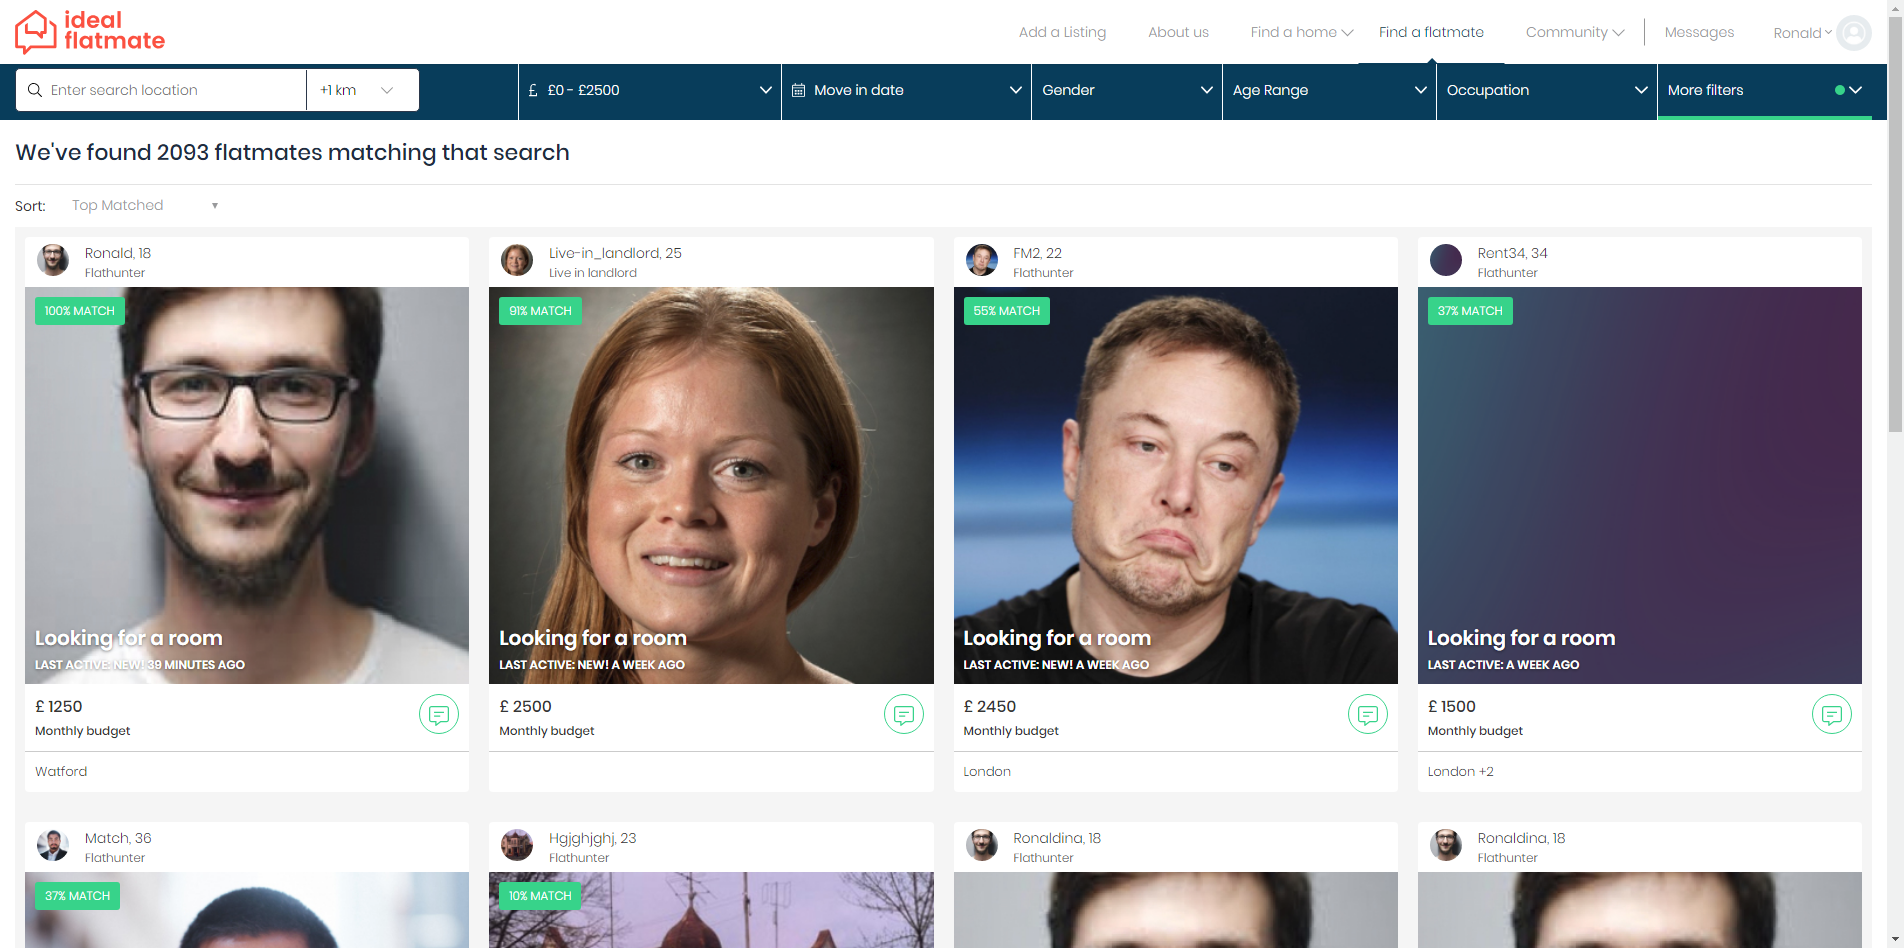 ideal
flatmate
Add a Listing
About us
Find a home
Find a flatmate
Community
Messages
Ronald
Enter search location
+1 km
£ £0 - £2500
Move in date
Gender
Age Range
Occupation
More filters
We've found 2093 flatmates matching that search
Sort: Top Matched
Ronald, 18
Flathunter
100% MATCH
Looking for a room
LAST ACTIVE: NEW! 39 MINUTES AGO
£ 1250
Monthly budget
Watford
Live-in_landlord, 25
Live in landlord
91% MATCH
Looking for a room
LAST ACTIVE: NEW! A WEEK AGO
£ 2500
Monthly budget
FM2, 22
Flathunter
55% MATCH
Looking for a room
LAST ACTIVE: NEW! A WEEK AGO
£ 2450
Monthly budget
London
Rent34, 34
Flathunter
37% MATCH
Looking for a room
LAST ACTIVE: A WEEK AGO
£ 1500
Monthly budget
London +2
Match, 36
Flathunter
37% MATCH
Hgjghjghj, 23
Flathunter
10% MATCH
Ronaldina, 18
Flathunter
Ronaldina, 18
Flathunter